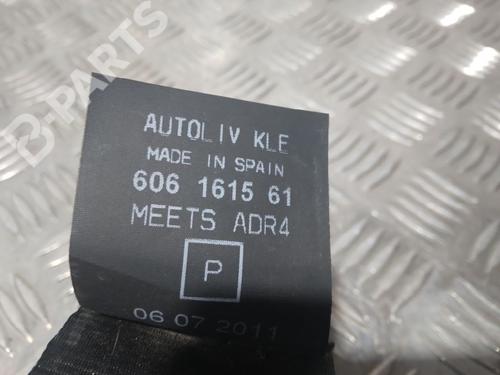 B-PARTS
AUTOLIV KLE
MADE IN SPAIN
606 1615 61
MEETS ADR4
P
06 07 2011